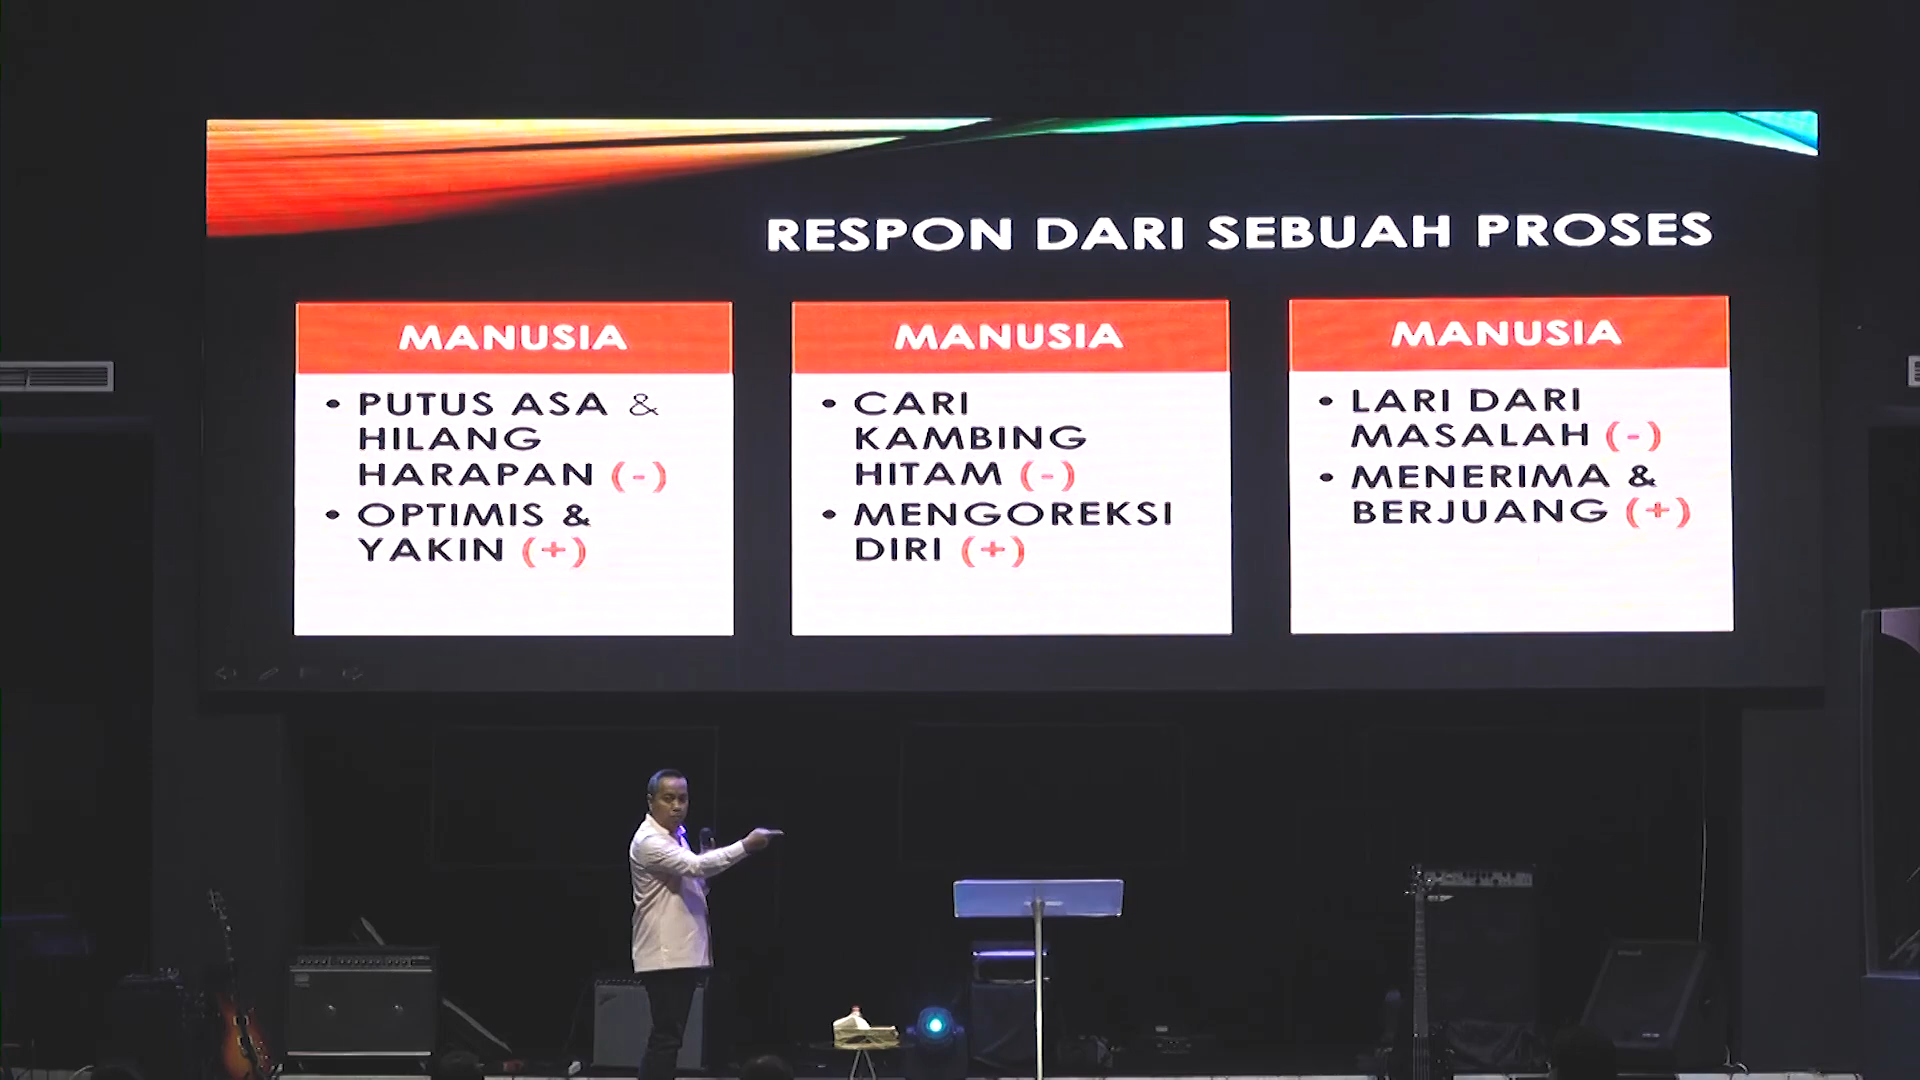 RESPON DARI SEBUAH PROSES
MANUSIA
• PUTUS ASA &
HILANG
HARAPAN (-)
• OPTIMIS &
YAKIN (+)
MANUSIA
• CARI
KAMBING
HITAM (-)
• MENGOREKSI
DIRI (+)
MANUSIA
• LARI DARI
MASALAH (-)
• MENERIMA &
BERJUANG (+)